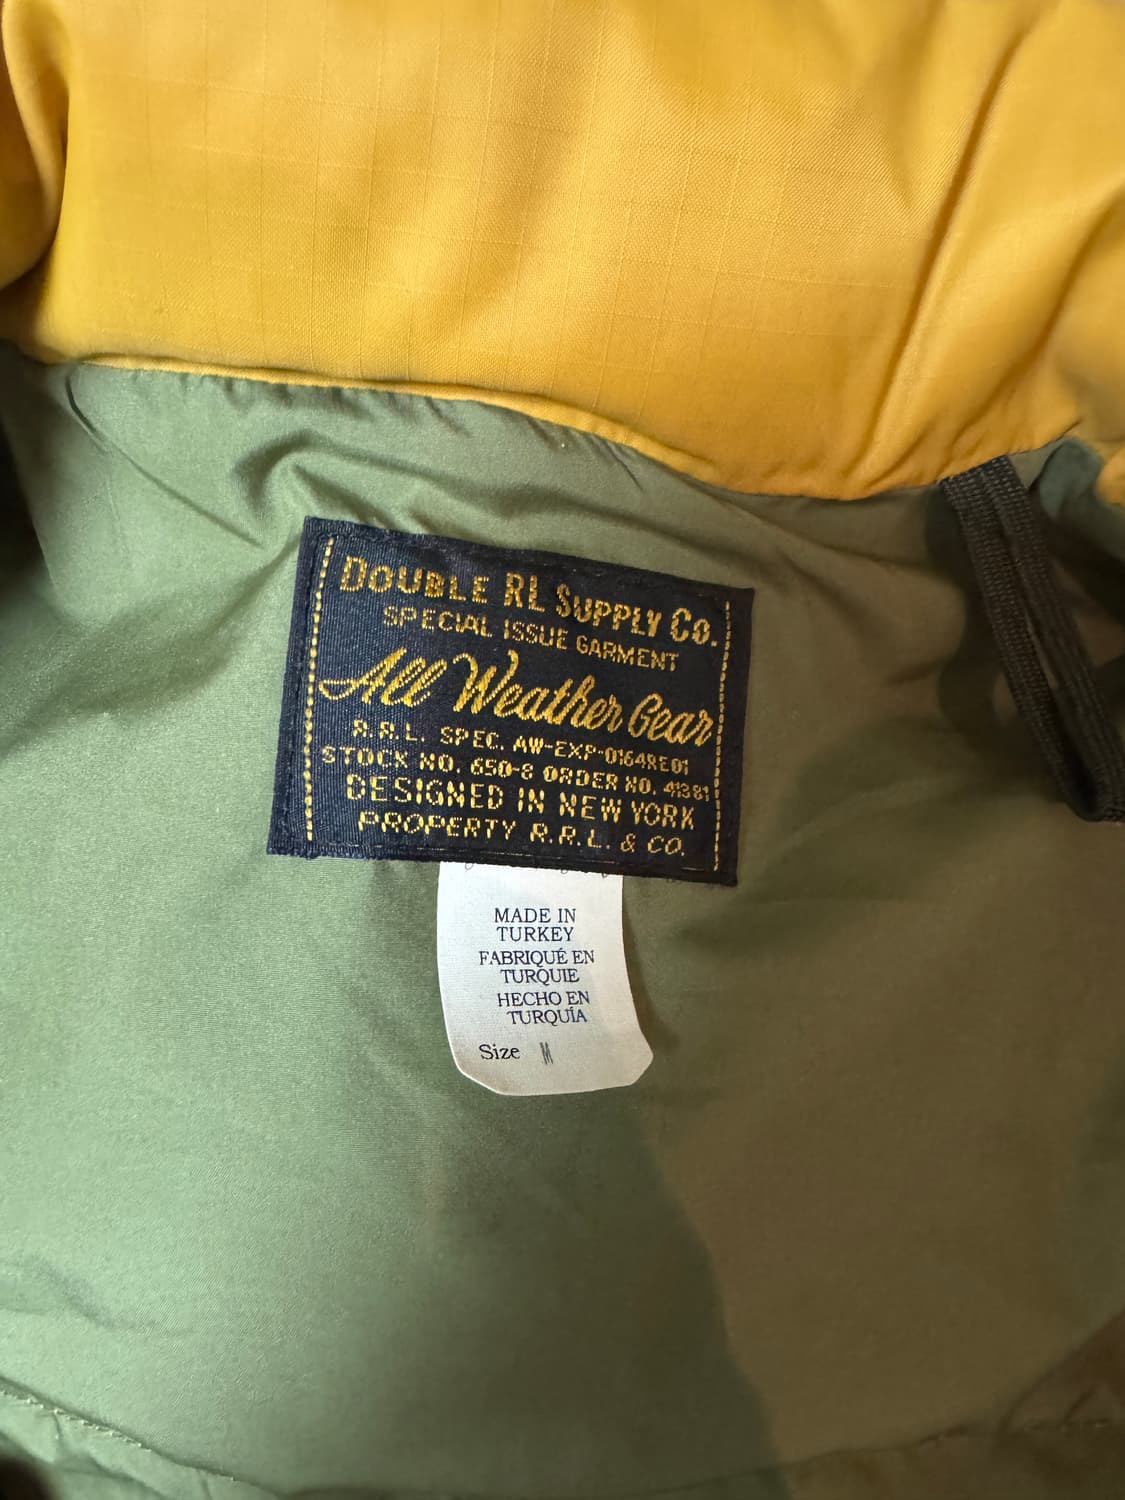 DOUBLE RL SUPPLY CO.
SPECIAL ISSUE GARMENT
All Weather Gear
R.R.L. SPEC. AW-EXP-0164RE01
STOCK NO. 650-8 ORDER NO. 41381
DESIGNED IN NEW YORK
PROPERTY R.R.L. & CO.
MADE IN
TURKEY
FABRIQUÉ EN
TURQUIE
HECHO EN
TURQUÍA
Size M